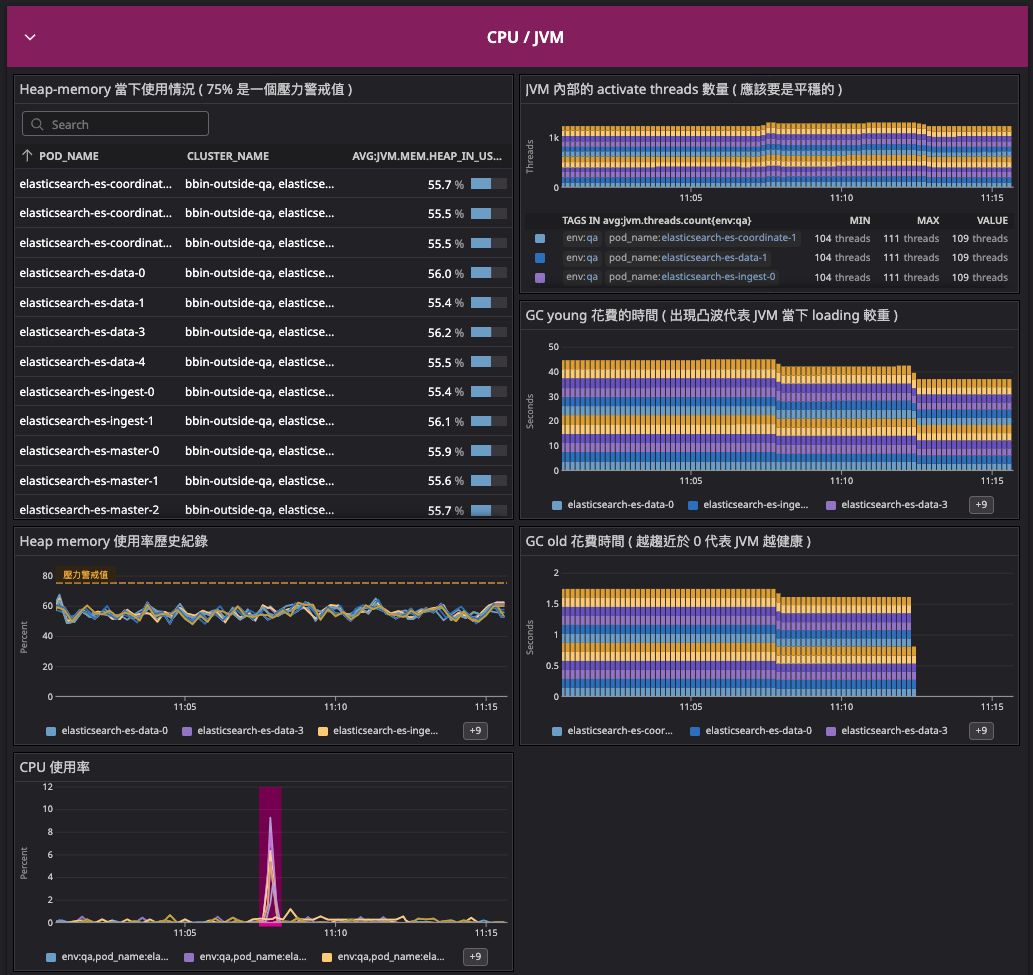 CPU / JVM
Heap-memory 當下使用情況 ( 75% 是一個壓力警戒值 )
Search
POD_NAME CLUSTER_NAME AVG:JVM.MEM.HEAP_IN_US...
elasticsearch-es-coordinat... bbin-outside-qa, elasticse... 55.7 %
elasticsearch-es-coordinat... bbin-outside-qa, elasticse... 55.5 %
elasticsearch-es-coordinat... bbin-outside-qa, elasticse... 55.5 %
elasticsearch-es-data-0 bbin-outside-qa, elasticse... 56.0 %
elasticsearch-es-data-1 bbin-outside-qa, elasticse... 55.4 %
elasticsearch-es-data-3 bbin-outside-qa, elasticse... 56.2 %
elasticsearch-es-data-4 bbin-outside-qa, elasticse... 55.5 %
elasticsearch-es-ingest-0 bbin-outside-qa, elasticse... 55.4 %
elasticsearch-es-ingest-1 bbin-outside-qa, elasticse... 56.1 %
elasticsearch-es-master-0 bbin-outside-qa, elasticse... 55.9 %
elasticsearch-es-master-1 bbin-outside-qa, elasticse... 55.6 %
elasticsearch-es-master-2 bbin-outside-qa, elasticse... 55.7 %
JVM 內部的 activate threads 數量 ( 應該要是平穩的 )
Threads
1k
0
11:05 11:10 11:15
TAGS IN avg:jvm.threads.count{env:qa} MIN MAX VALUE
env:qa pod_name:elasticsearch-es-coordinate-1 104 threads 111 threads 109 threads
env:qa pod_name:elasticsearch-es-data-1 104 threads 111 threads 109 threads
env:qa pod_name:elasticsearch-es-ingest-0 104 threads 111 threads 109 threads
GC young 花費的時間 ( 出現凸波代表 JVM 當下 loading 較重 )
Seconds
50
40
30
20
10
0
11:05 11:10 11:15
elasticsearch-es-data-0 elasticsearch-es-inge... elasticsearch-es-data-3 +9
Heap memory 使用率歷史紀錄
Percent
80
壓力警戒值
60
40
20
0
11:05 11:10 11:15
elasticsearch-es-data-0 elasticsearch-es-data-3 elasticsearch-es-inge... +9
GC old 花費時間 ( 越趨近於 0 代表 JVM 越健康 )
Seconds
2
1.5
1
0.5
0
11:05 11:10 11:15
elasticsearch-es-coor... elasticsearch-es-data-0 elasticsearch-es-data-3 +9
CPU 使用率
Percent
12
10
8
6
4
2
0
11:05 11:10 11:15
env:qa,pod_name:ela... env:qa,pod_name:ela... env:qa,pod_name:ela... +9